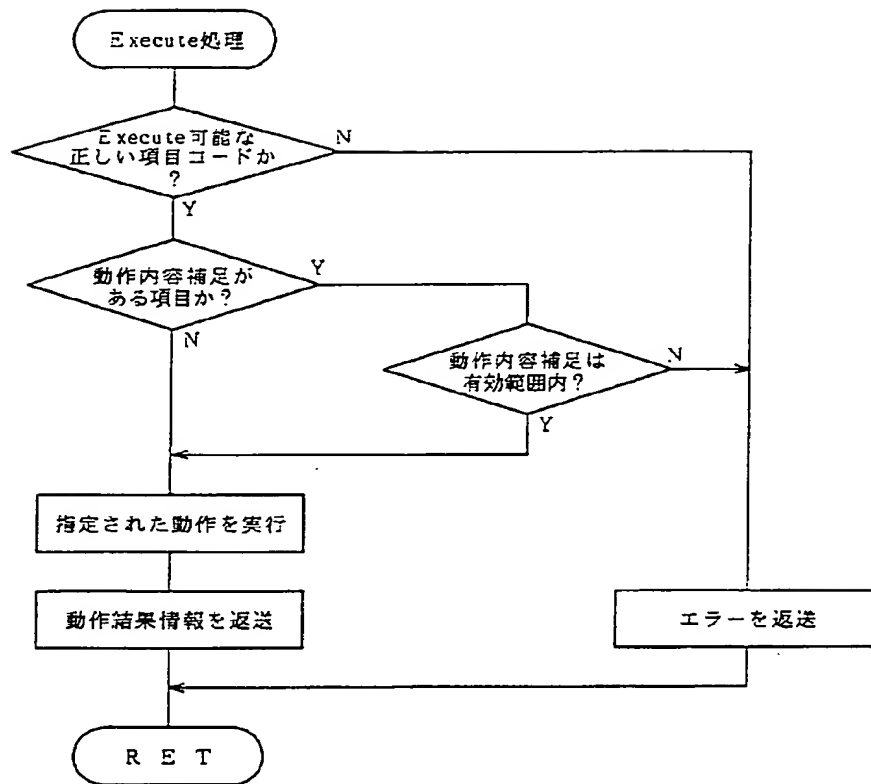 Execute処理
Execute可能な
正しい項目コードか
?
N
Y
動作内容補足が
ある項目か?
Y
N
動作内容補足は
有効範囲内?
N
Y
指定された動作を実行
動作結果情報を返送
エラーを返送
RET